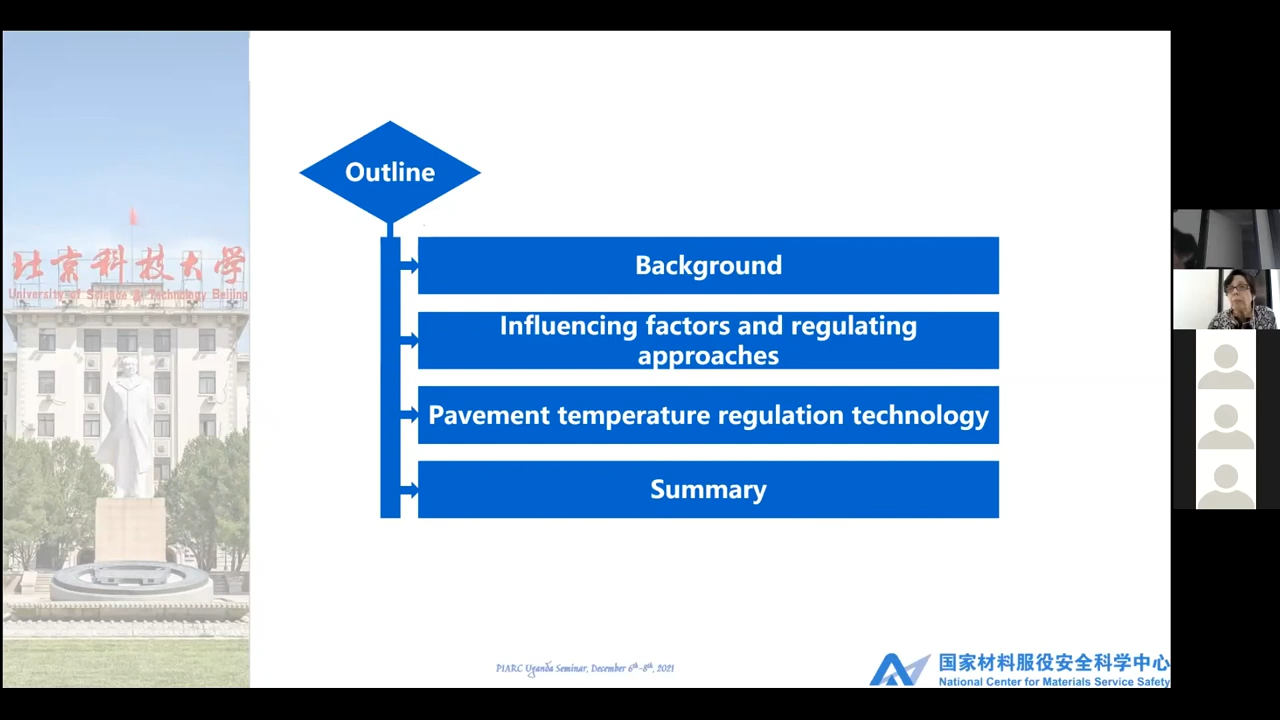 北京科技大学
University of Science & Technology Beijing
Outline
Background
Influencing factors and regulating
approaches
Pavement temperature regulation technology
Summary
PIARC Uganda Seminar, December 6th-8th, 2021
国家材料服役安全科学中心
National Center for Materials Service Safety